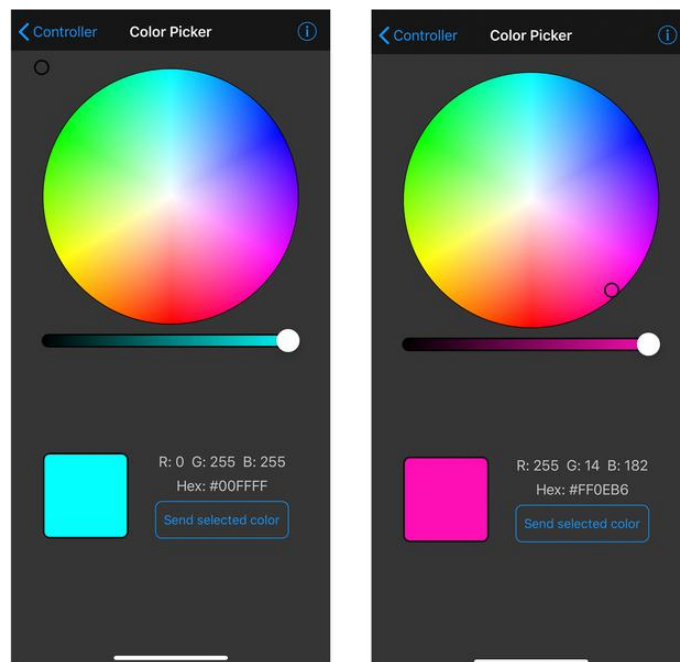 Controller Color Picker
R: 0 G: 255 B: 255
Hex: #00FFFF
Send selected color
Controller Color Picker
R: 255 G: 14 B: 182
Hex: #FF0EB6
Send selected color